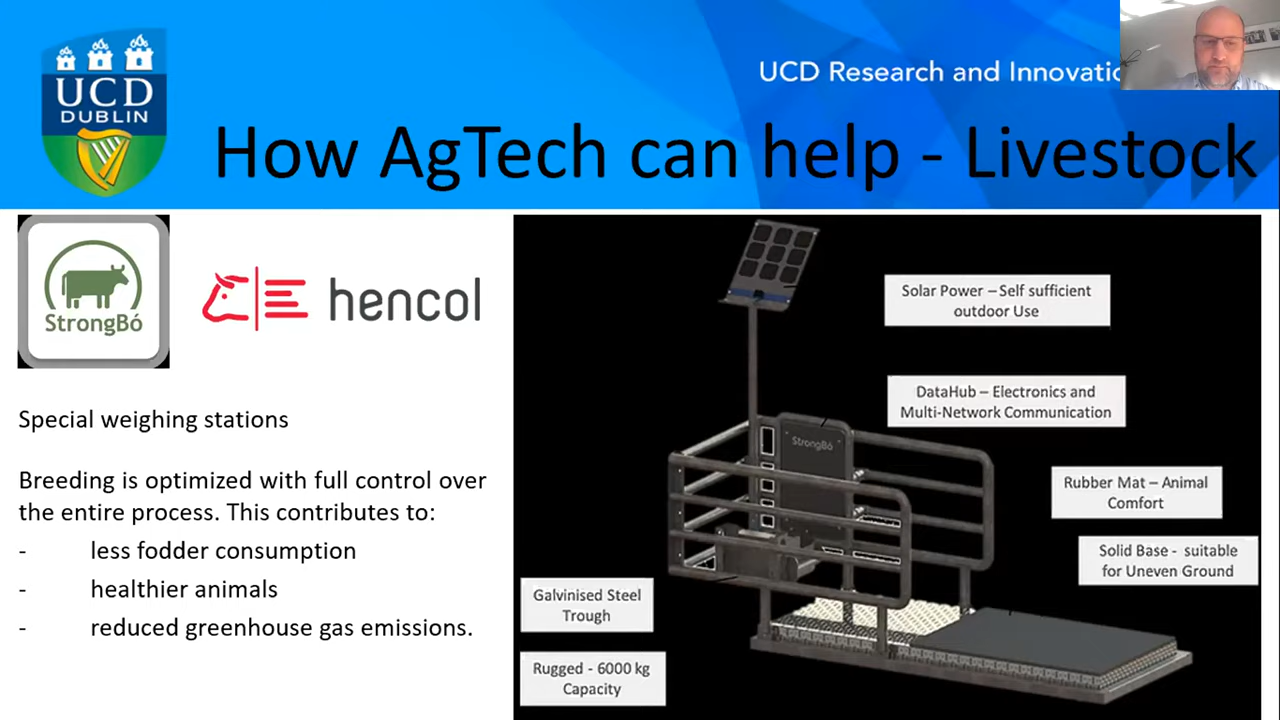 UCD
DUBLIN
UCD Research and Innovatio
How AgTech can help - Livestock
StrongBó
hencol
Special weighing stations
Breeding is optimized with full control over
the entire process. This contributes to:
- less fodder consumption
- healthier animals
- reduced greenhouse gas emissions.
Solar Power – Self sufficient
outdoor Use
DataHub – Electronics and
Multi-Network Communication
StrongBó
Rubber Mat – Animal
Comfort
Solid Base - suitable
for Uneven Ground
Galvinised Steel
Trough
Rugged - 6000 kg
Capacity